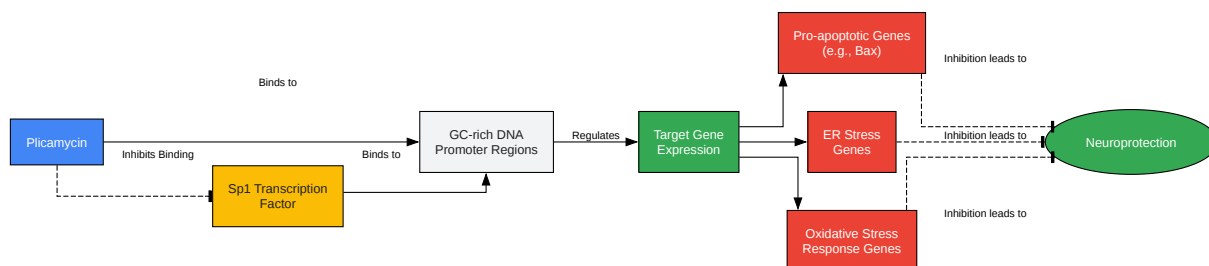 Pro-apoptotic Genes
(e.g., Bax)
Inhibition leads to
Binds to
Plicamycin
Inhibits Binding
Binds to
GC-rich DNA
Promoter Regions
Regulates
Target Gene
Expression
ER Stress
Genes
Inhibition leads to
Neuroprotection
Sp1 Transcription
Factor
Inhibition leads to
Oxidative Stress
Response Genes